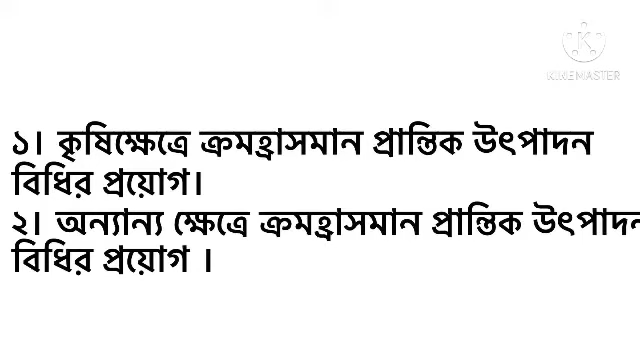 KINEMASTER
১। কৃষিক্ষেত্রে ক্রমহ্রাসমান প্রান্তিক উৎপাদন
বিধির প্রয়োগ।
২। অন্যান্য ক্ষেত্রে ক্রমহ্রাসমান প্রান্তিক উৎপাদন
বিধির প্রয়োগ ।